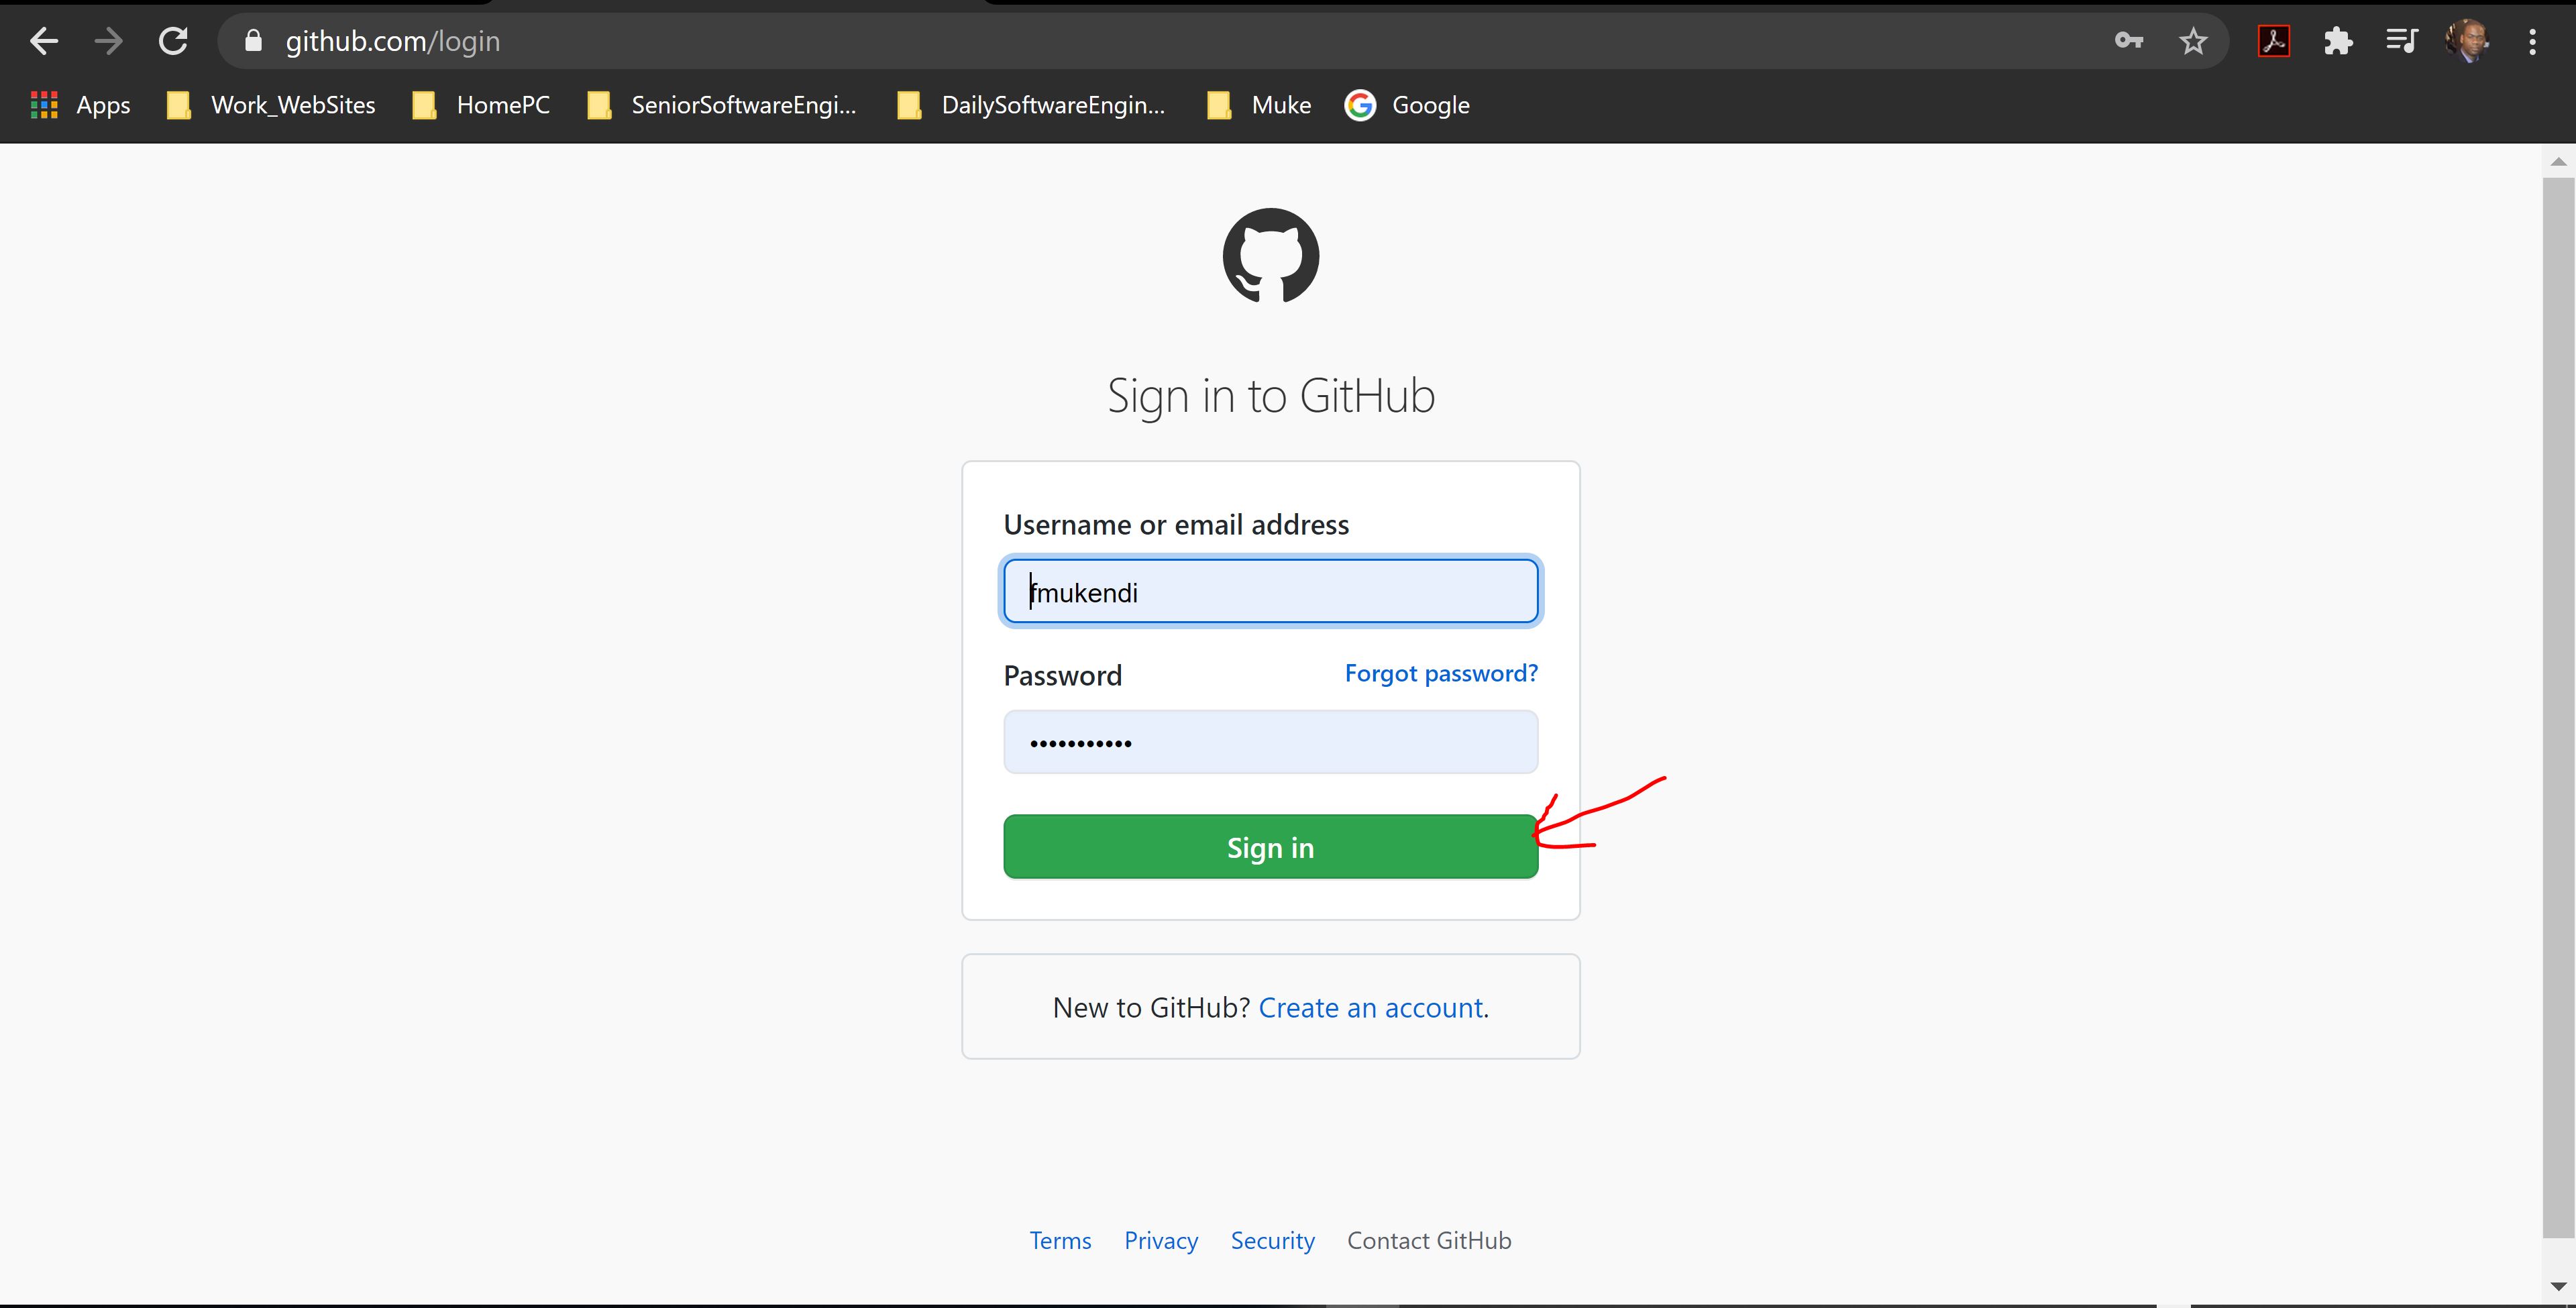 github.com/login
Apps Work_WebSites HomePC SeniorSoftwareEngi... DailySoftwareEngin... Muke Google
Sign in to GitHub
Username or email address
fmukendi
Password Forgot password?
•••••••••••
Sign in
New to GitHub? Create an account.
Terms Privacy Security Contact GitHub